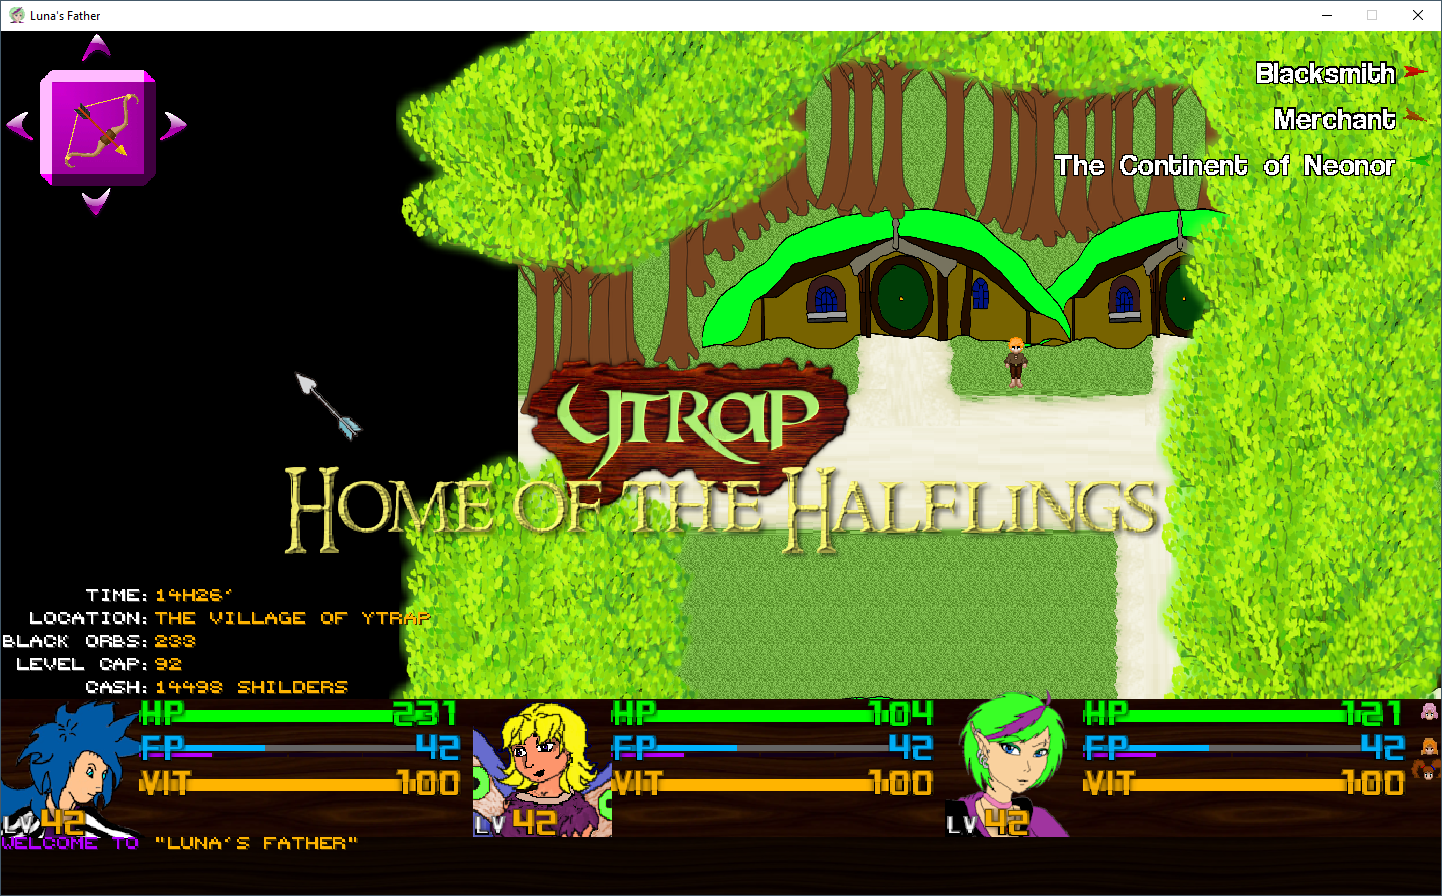 Luna's Father
Blacksmith
Merchant
The Continent of Neonor
YTRAP
HOME OF THE HALFLINGS
TIME: 14H26'
LOCATION: THE VILLAGE OF YTRAP
BLACK ORBS: 233
LEVEL CAP: 92
CASH: 14498 SHILDERS
HP 231
FP 42
VIT 100
LV 42
HP 104
FP 42
VIT 100
LV 42
HP 121
FP 42
VIT 100
LV 42
WELCOME TO "LUNA'S FATHER"